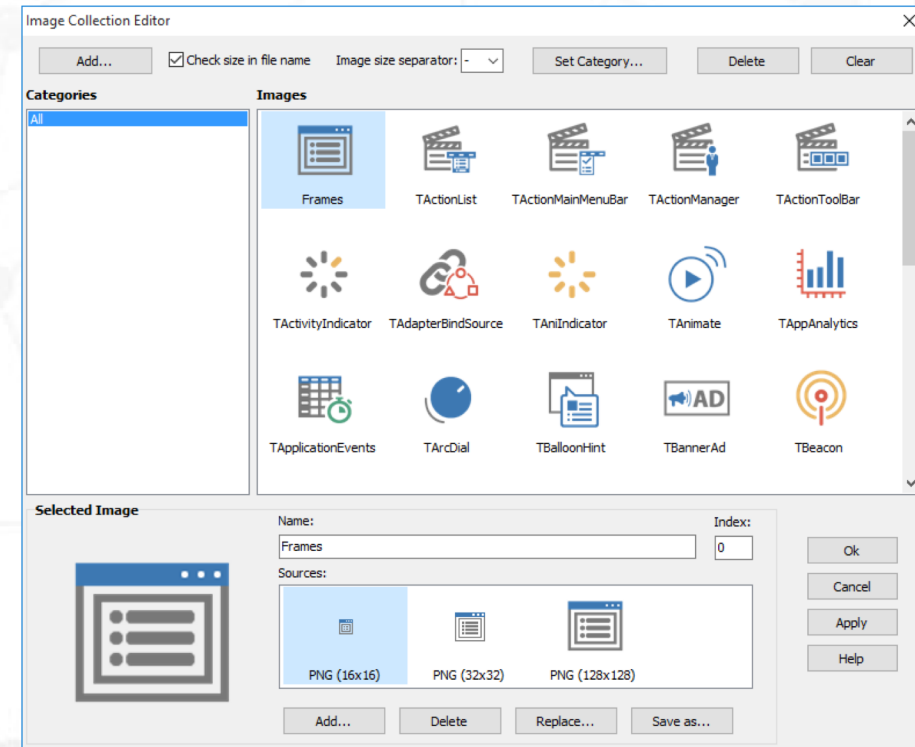 Image Collection Editor
Add... Check size in file name Image size separator: - Set Category... Delete Clear
Categories Images
All
Frames TActionList TActionMainMenuBar TActionManager TActionToolBar
TActivityIndicator TAdapterBindSource TAniIndicator TAnimate TAppAnalytics
AD
TApplicationEvents TArcDial TBalloonHint TBannerAd TBeacon
Selected Image
Name: Index:
Frames 0
Sources:
PNG (16x16) PNG (32x32) PNG (128x128)
Add... Delete Replace... Save as...
Ok
Cancel
Apply
Help